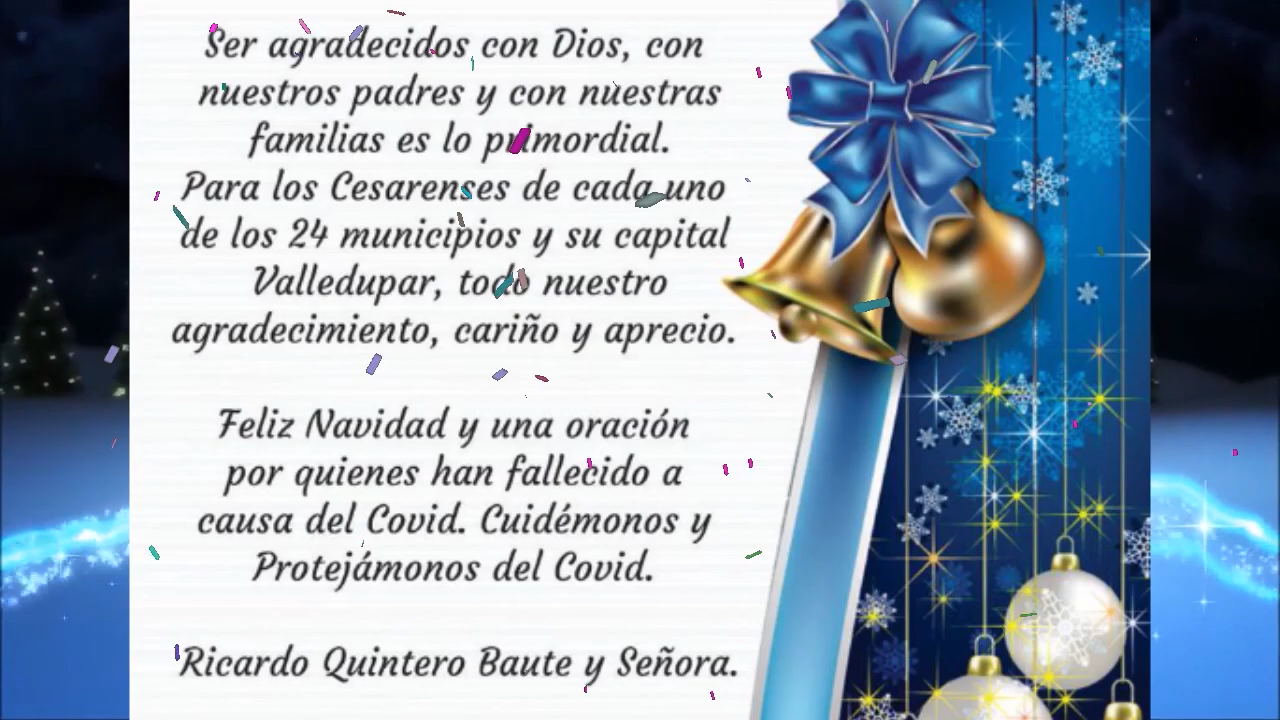 Ser agradecidos con Dios, con
nuestros padres y con nuestras
familias es lo primordial.
Para los Cesarenses de cada uno
de los 24 municipios y su capital
Valledupar, todo nuestro
agradecimiento, cariño y aprecio.
Feliz Navidad y una oración
por quienes han fallecido a
causa del Covid. Cuidémonos y
Protejámonos del Covid.
Ricardo Quintero Baute y Señora.